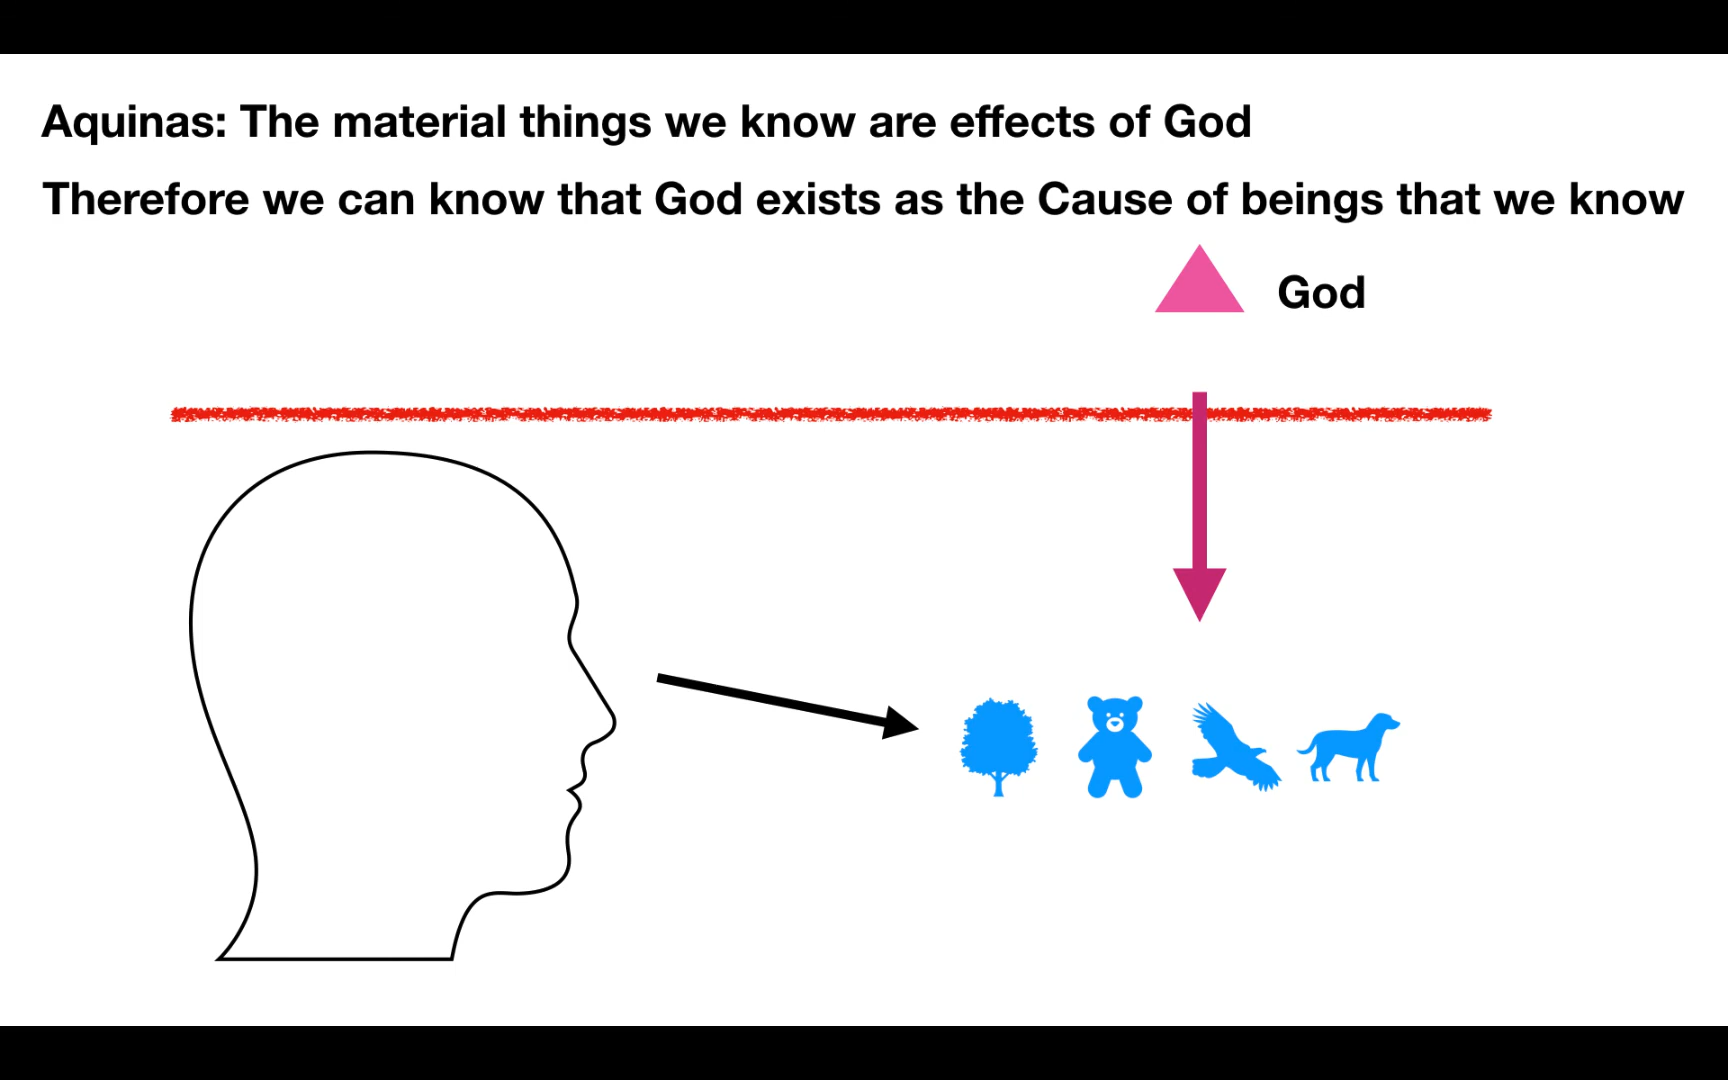 Aquinas: The material things we know are effects of God
Therefore we can know that God exists as the Cause of beings that we know
God